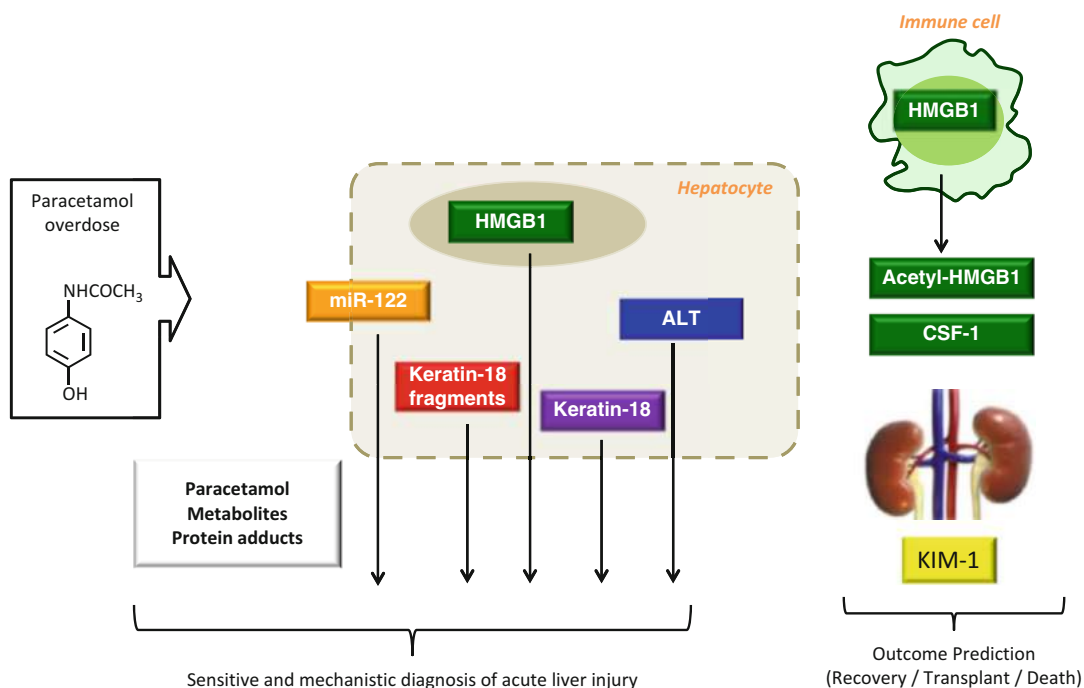 Immune cell
HMGB1
Paracetamol
overdose
NHCOCH3
OH
Hepatocyte
HMGB1
miR-122
ALT
Keratin-18
fragments
Keratin-18
Acetyl-HMGB1
CSF-1
Paracetamol
Metabolites
Protein adducts
KIM-1
Sensitive and mechanistic diagnosis of acute liver injury
Outcome Prediction
(Recovery / Transplant / Death)